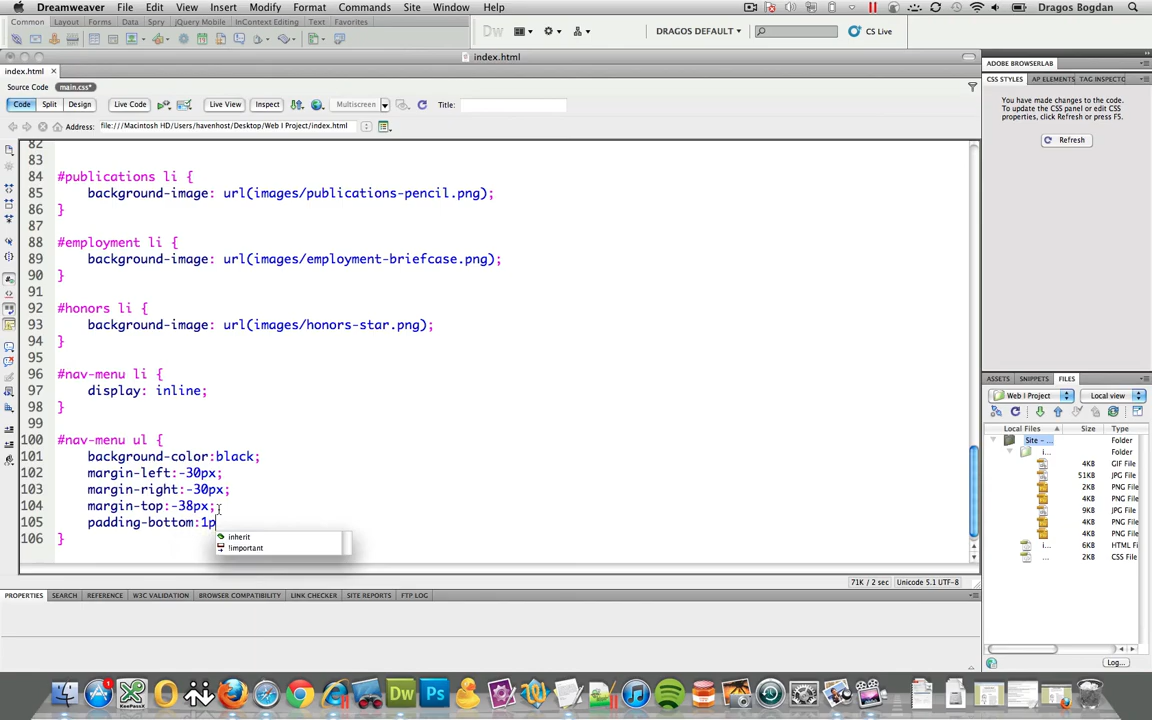 Dreamweaver File Edit View Insert Modify Format Commands Site Window Help Dragos Bogdan
Common Layout Forms Data Spry jQuery Mobile InContext Editing Text Favorites
Dw DRAGOS DEFAULT CS Live
index.html
index.html
Source Code main.css*
Code Split Design Live Code Live View Inspect Multiscreen Title:
Address: file:///Macintosh HD/Users/havenhost/Desktop/Web I Project/index.html
82
83
84 #publications li {
85 background-image: url(images/publications-pencil.png);
86 }
87
88 #employment li {
89 background-image: url(images/employment-briefcase.png);
90 }
91
92 #honors li {
93 background-image: url(images/honors-star.png);
94 }
95
96 #nav-menu li {
97 display: inline;
98 }
99
100 #nav-menu ul {
101 background-color:black;
102 margin-left:-30px;
103 margin-right:-30px;
104 margin-top:-38px;
105 padding-bottom:1p
106 }
inherit
!important
71K / 2 sec Unicode 5.1 UTF-8
PROPERTIES SEARCH REFERENCE W3C VALIDATION BROWSER COMPATIBILITY LINK CHECKER SITE REPORTS FTP LOG
ADOBE BROWSERLAB
CSS STYLES AP ELEMENTS TAG INSPECTO
You have made changes to the code.
To update the CSS panel or edit CSS
properties, click Refresh or press F5.
Refresh
ASSETS SNIPPETS FILES
Web I Project Local view
Local Files Size Type
Site - ... Folder
i... Folder
4KB GIF File
51KB JPG File
2KB PNG File
4KB PNG File
9KB JPG File
4KB PNG File
4KB PNG File
i... 6KB HTML F
... 2KB CSS File
Log...
Dw Ps